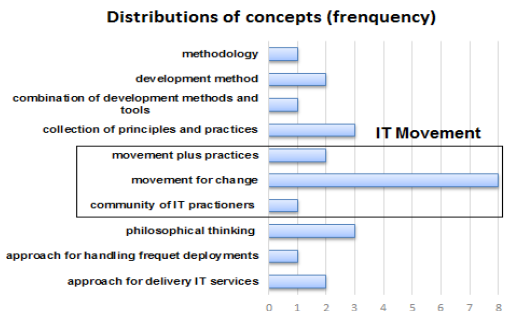 Distributions of concepts (frenquency)
methodology
development method
combination of development methods and
tools
collection of principles and practices
IT Movement
movement plus practices
movement for change
community of IT practioners
philosophical thinking
approach for handling frequet deployments
approach for delivery IT services
0 1 2 3 4 5 6 7 8